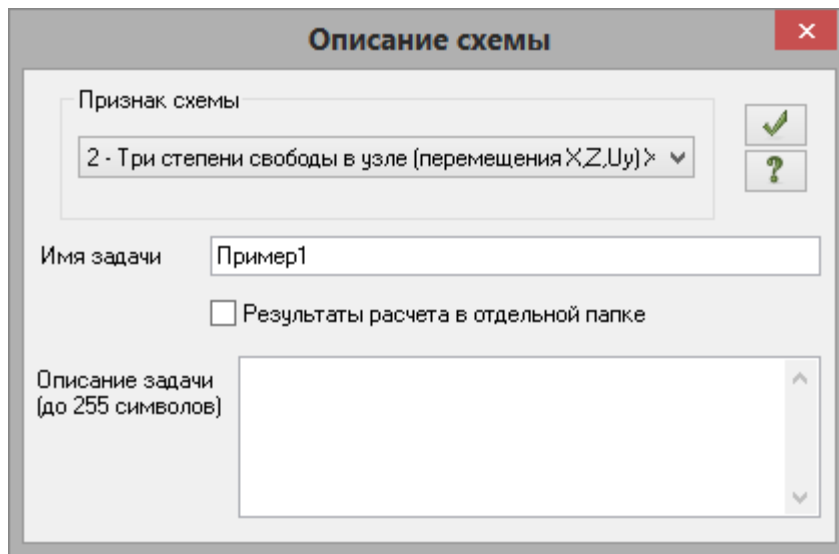 Описание схемы
Признак схемы
2 - Три степени свободы в узле (перемещения X,Z,Uy) X
Имя задачи
Пример1
Результаты расчета в отдельной папке
Описание задачи
(до 255 символов)